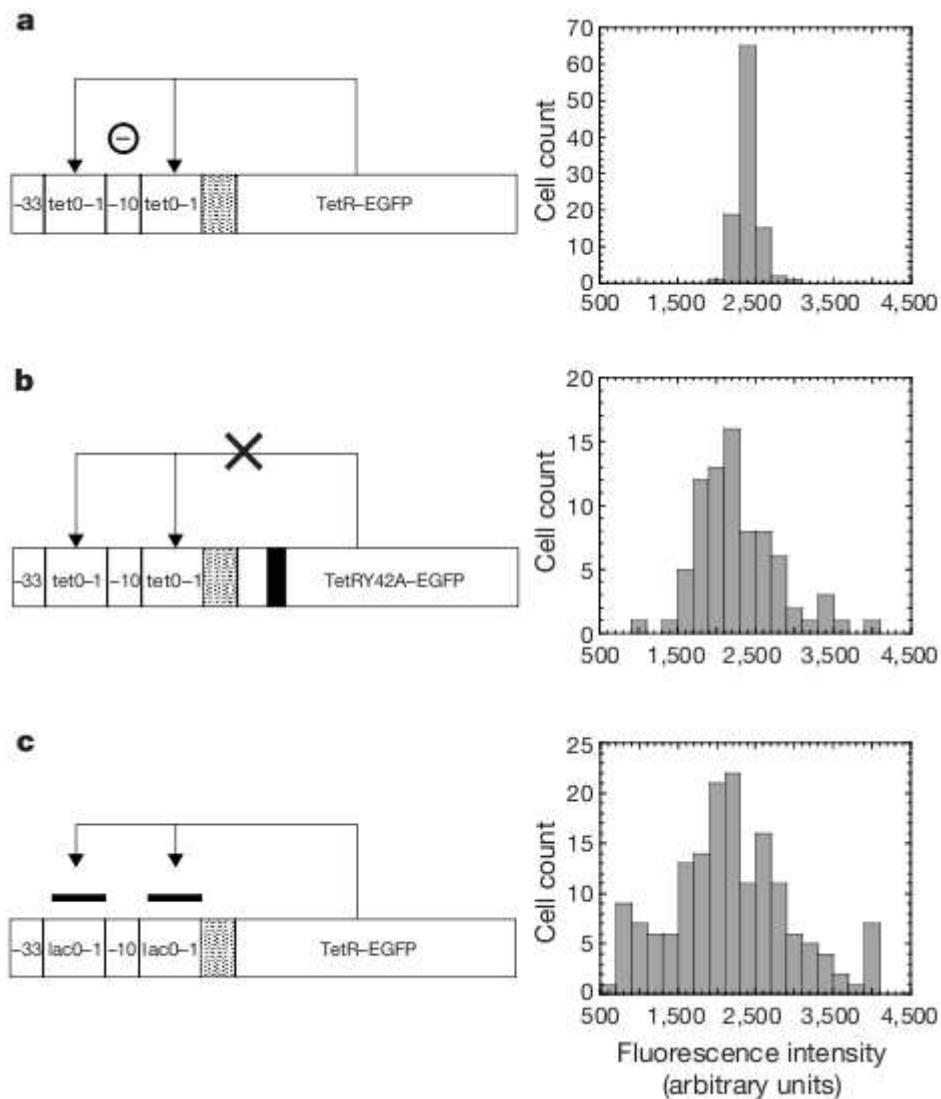 a
−33 tet0−1 −10 tet0−1 TetR−EGFP
−
Cell count
70
60
50
40
30
20
10
0
500 1,500 2,500 3,500 4,500
b
−33 tet0−1 −10 tet0−1 TetRY42A−EGFP
Cell count
20
15
10
5
0
500 1,500 2,500 3,500 4,500
c
−33 lac0−1 −10 lac0−1 TetR−EGFP
Cell count
25
20
15
10
5
0
500 1,500 2,500 3,500 4,500
Fluorescence intensity
(arbitrary units)